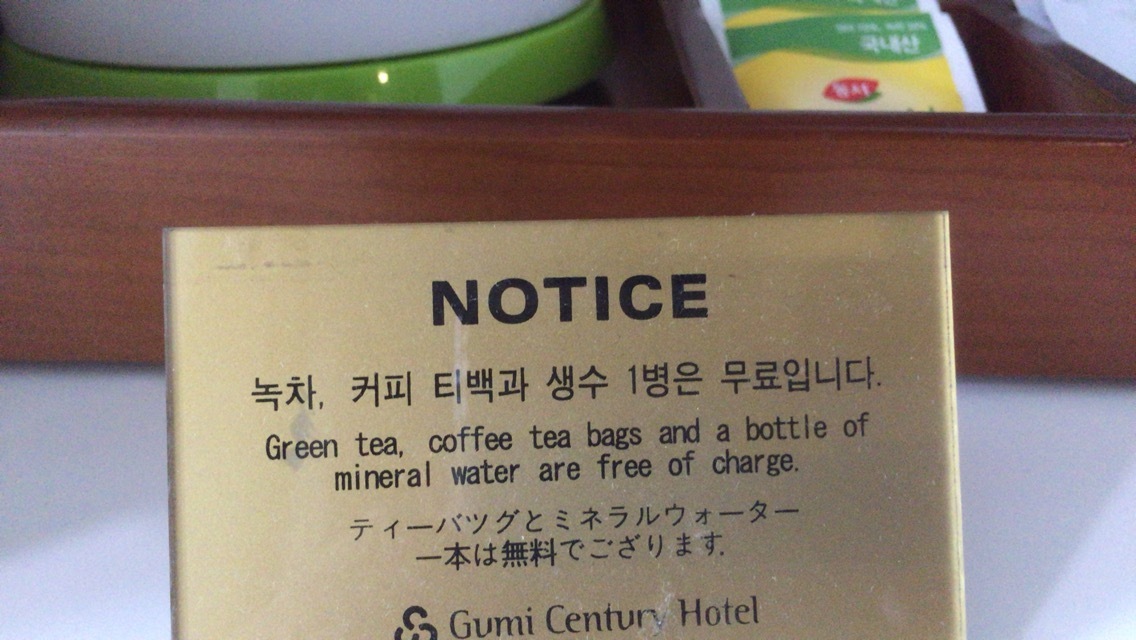 국내산
동서
NOTICE
녹차, 커피 티백과 생수 1병은 무료입니다.
Green tea, coffee tea bags and a bottle of
mineral water are free of charge.
ティーバッグとミネラルウォーター
一本は無料でござります.
Gumi Century Hotel